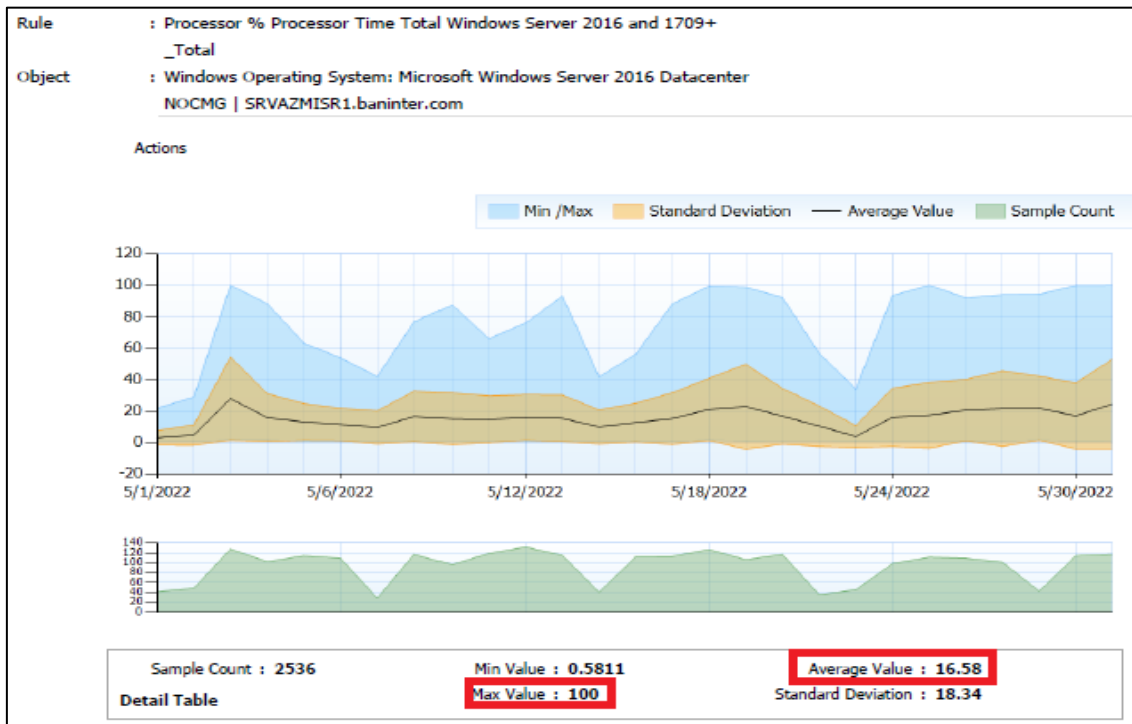 Rule : Processor % Processor Time Total Windows Server 2016 and 1709+
_Total
Object : Windows Operating System: Microsoft Windows Server 2016 Datacenter
NOCMG | SRVAZMISR1.baninter.com
Actions
Min /Max Standard Deviation Average Value Sample Count
120
100
80
60
40
20
0
-20
5/1/2022 5/6/2022 5/12/2022 5/18/2022 5/24/2022 5/30/2022
140
120
100
80
60
40
20
0
Sample Count : 2536 Min Value : 0.5811 Average Value : 16.58
Detail Table Max Value : 100 Standard Deviation : 18.34